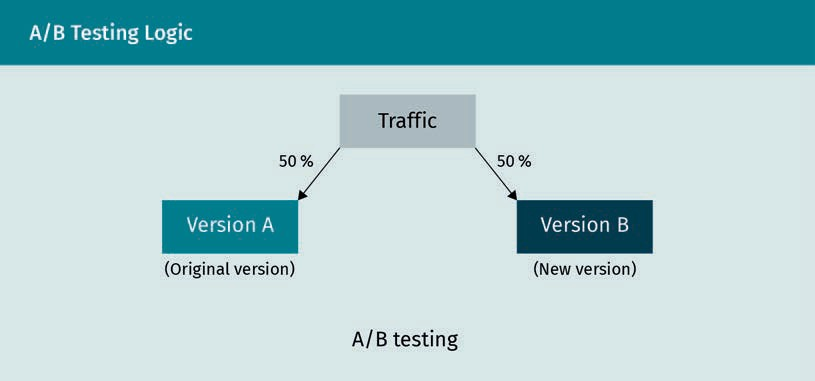 A/B Testing Logic
Traffic
50 %
50 %
Version A
Version B
(Original version)
(New version)
A/B testing